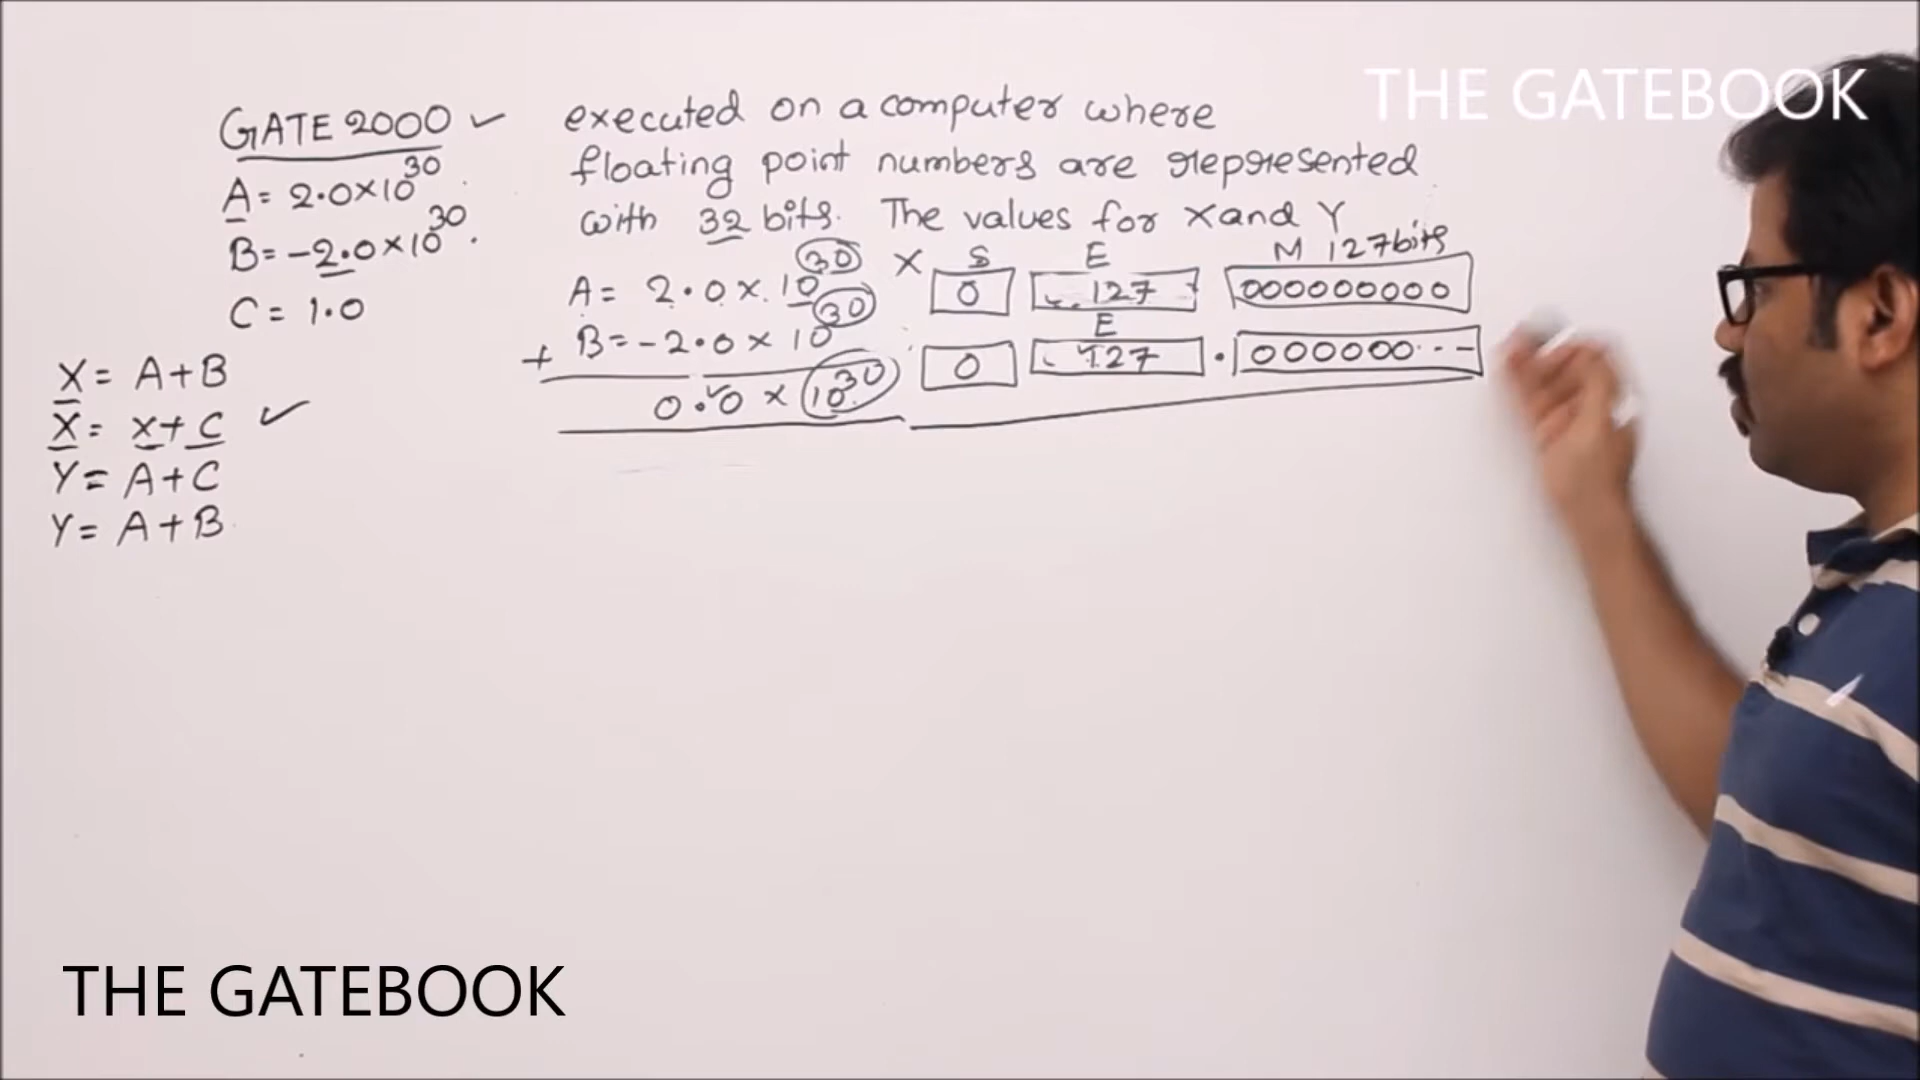 THE GATEBOOK
GATE 2000 ✓
A = 2.0×10^30
B = -2.0×10^30.
C = 1.0
X = A+B
X = x+C ✓
Y = A+C
Y = A+B
executed on a computer where
floating point numbers are represented
with 32 bits. The values for X and Y
A = 2.0 × 10^30 X
+ B = -2.0 × 10^30
0.0 × 10^30
S E M 127bits
0 127 000000000
E
0 127 . 000000..--
THE GATEBOOK